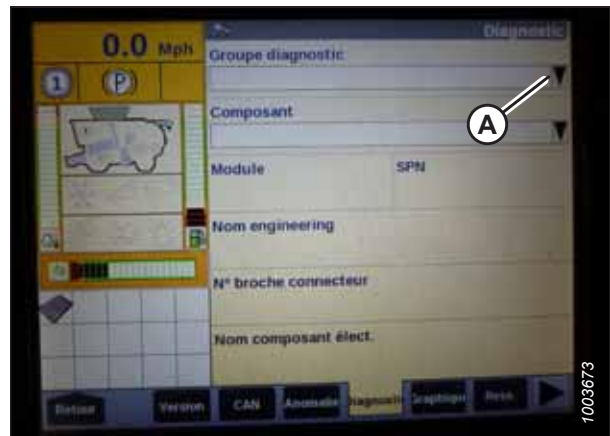 0.0 Mph
Diagnostic
Groupe diagnostic
1 P
A
Composant
Module SPN
Nom engineering
N° broche connecteur
Nom composant élect.
Retour Version CAN Anomalie Diagnostic Graphique
1003673